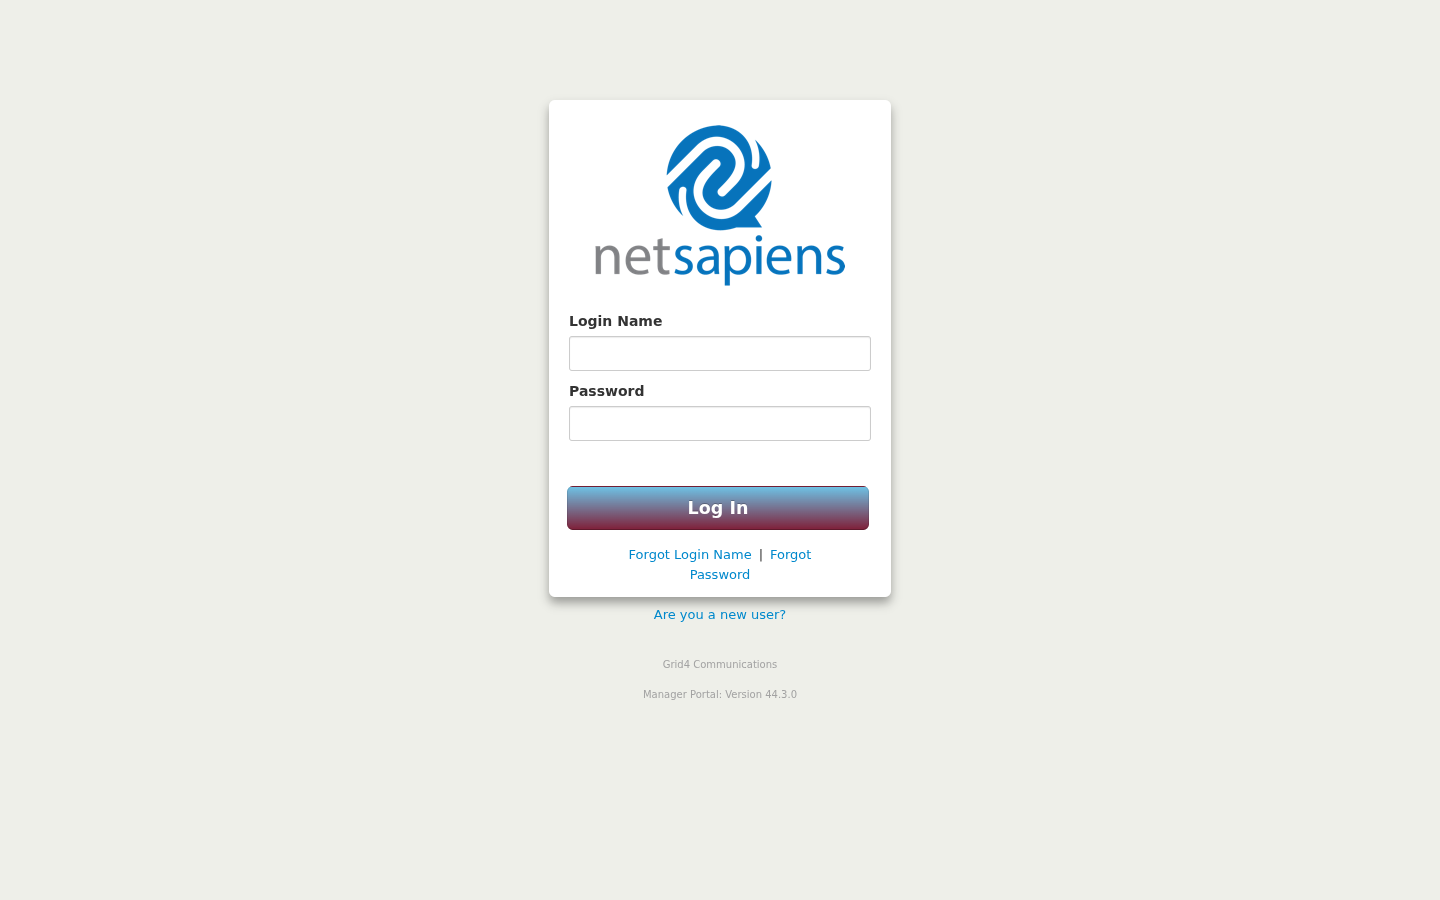 netsapiens
Login Name
Password
Log In
Forgot Login Name | Forgot
Password
Are you a new user?
Grid4 Communications
Manager Portal: Version 44.3.0